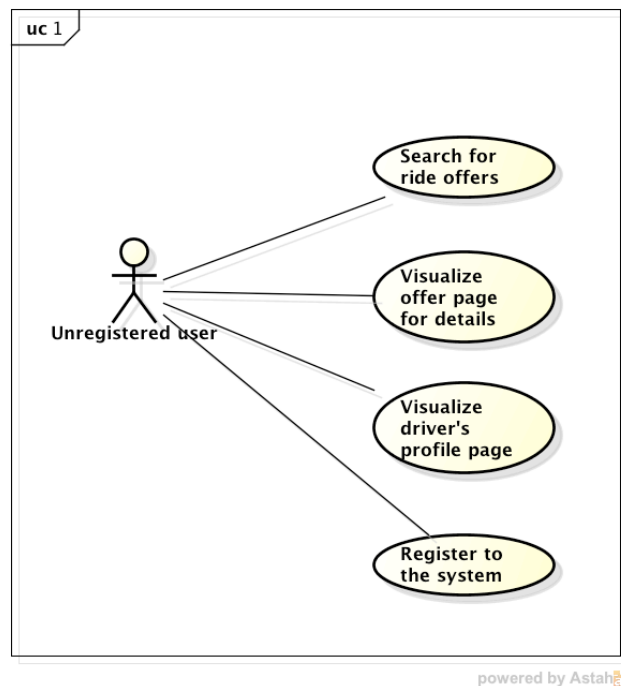 uc 1
Search for
ride offers
Visualize
offer page
for details
Unregistered user
Visualize
driver's
profile page
Register to
the system
powered by Astah